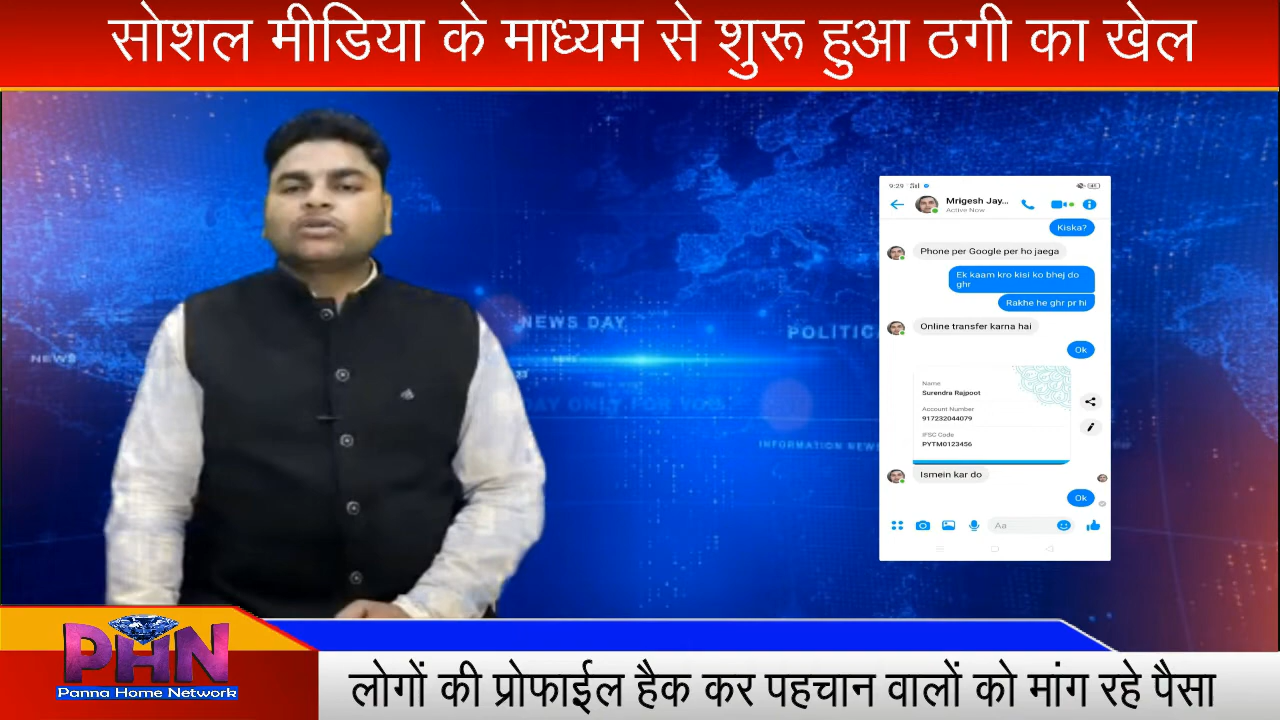 सोशल मीडिया के माध्यम से शुरू हुआ ठगी का खेल
NEWS DAY
POLITIC
NEWS
INFORMATION NEWS
9:29
Mrigesh Jay...
Active Now
Kiska?
Phone per Google per ho jaega
Ek kaam kro kisi ko bhej do
ghr
Rakhe he ghr pr hi
Online transfer karna hai
Ok
Name
Surendra Rajpoot
Account Number
917232044079
IFSC Code
PYTM0123456
Ismein kar do
Ok
Aa
PHN
Panna Home Network
लोगों की प्रोफाईल हैक कर पहचान वालों को मांग रहे पैसा